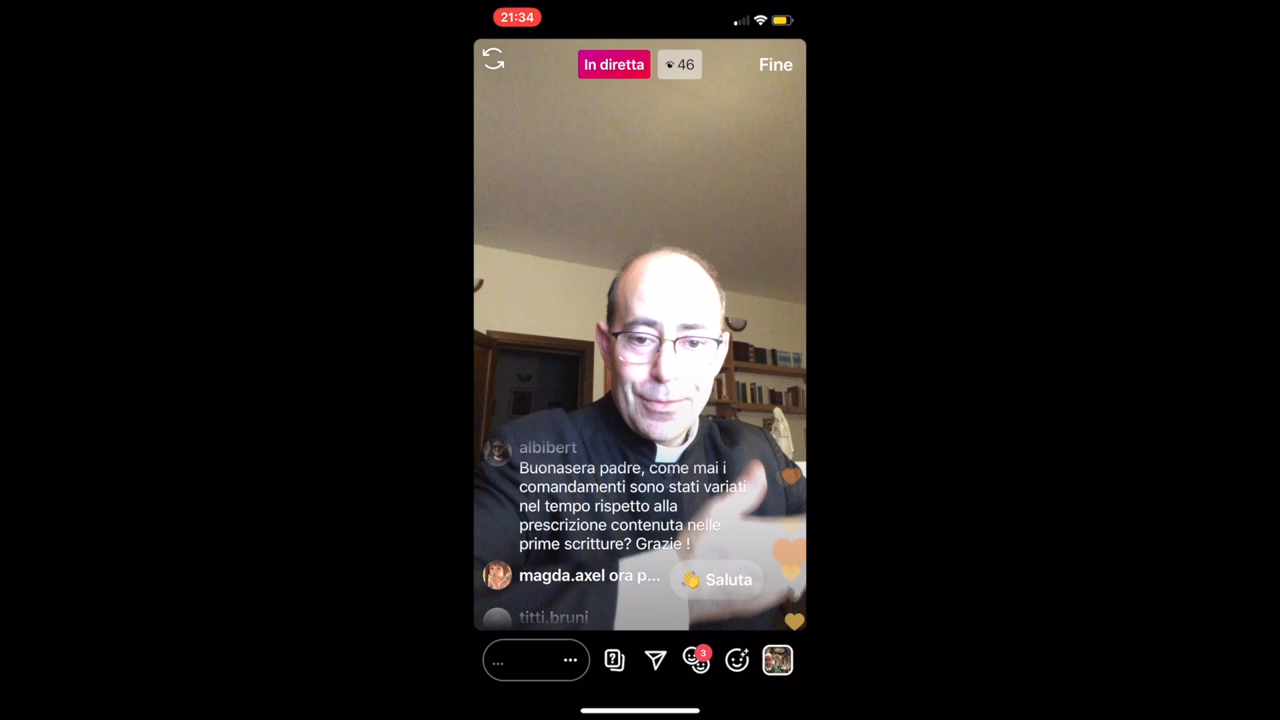 21:34
In diretta
46
Fine
albibert
Buonasera padre, come mai i
comandamenti sono stati variati
nel tempo rispetto alla
prescrizione contenuta nelle
prime scritture? Grazie !
magda.axel ora p...
👋 Saluta
titti.bruni
...
3